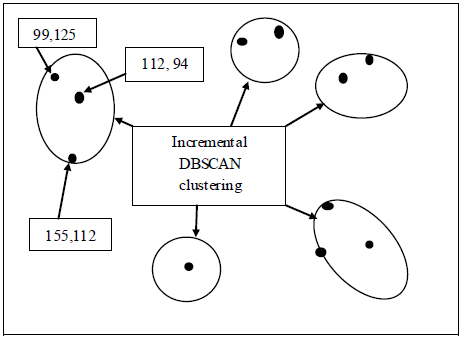 99,125
112, 94
Incremental
DBSCAN
clustering
155,112